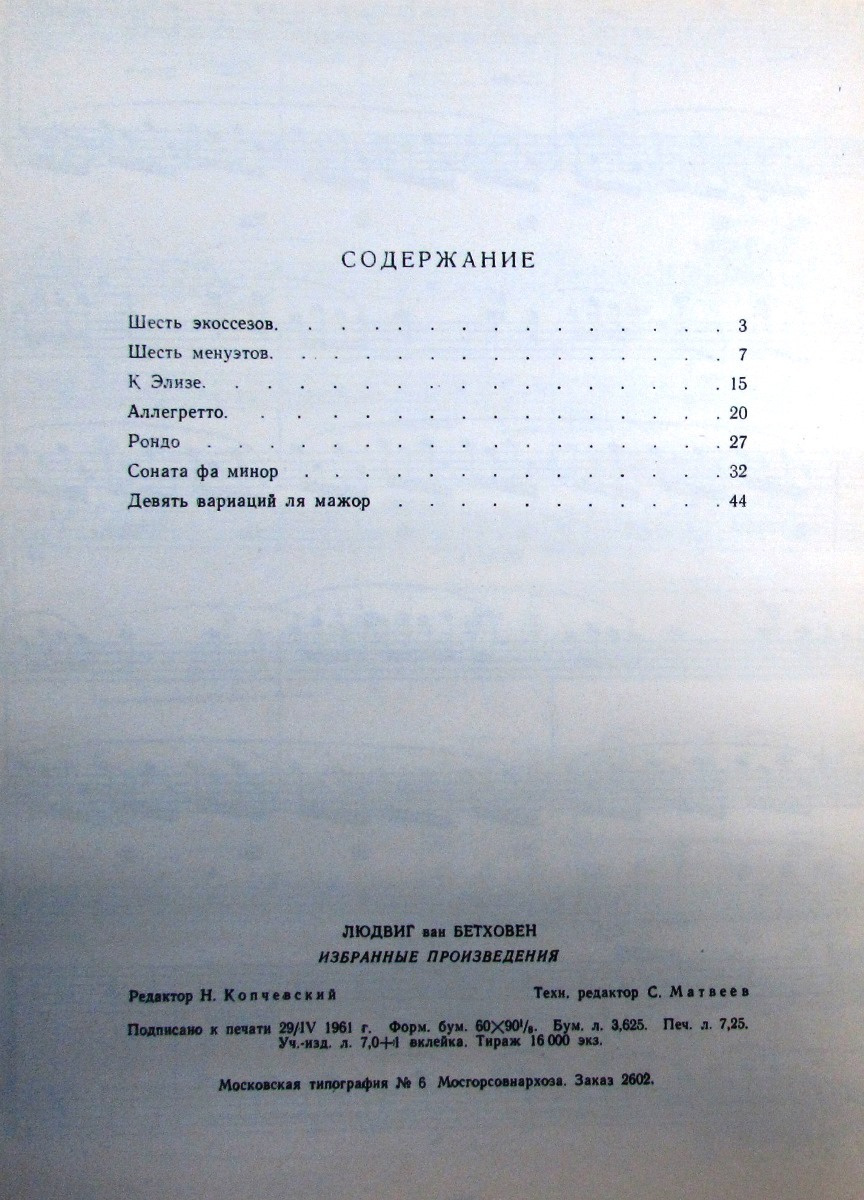 СОДЕРЖАНИЕ
Шесть экоссезов. . . . . . . . . . . . . . . 3
Шесть менуэтов. . . . . . . . . . . . . . . 7
К Элизе. . . . . . . . . . . . . . . . . 15
Аллегретто. . . . . . . . . . . . . . . . 20
Рондо . . . . . . . . . . . . . . . . . 27
Соната фа минор . . . . . . . . . . . . . . 32
Девять вариаций ля мажор . . . . . . . . . . . 44
ЛЮДВИГ ван БЕТХОВЕН
ИЗБРАННЫЕ ПРОИЗВЕДЕНИЯ
Редактор Н. Копчевский Техн. редактор С. Матвеев
Подписано к печати 29/IV 1961 г. Форм. бум. 60×90¹/₈. Бум. л. 3,625. Печ. л. 7,25.
Уч.-изд. л. 7,0+1 вклейка. Тираж 16 000 экз.
Московская типография № 6 Мосгорсовнархоза. Заказ 2602.